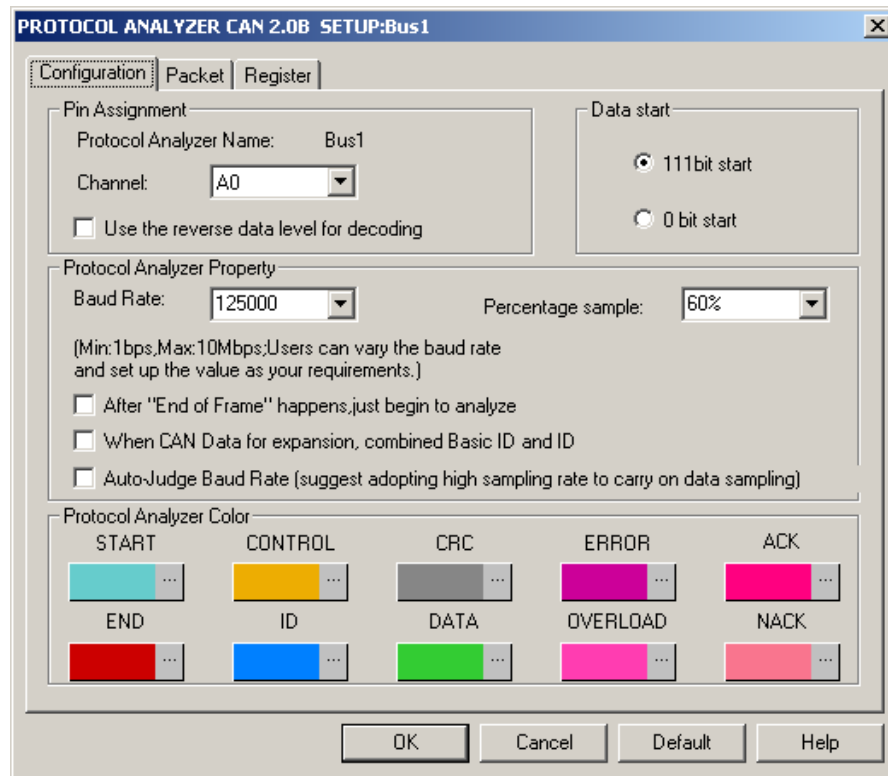 PROTOCOL ANALYZER CAN 2.0B SETUP:Bus1
Configuration Packet Register
Pin Assignment
Protocol Analyzer Name: Bus1
Channel: A0
Use the reverse data level for decoding
Data start
111bit start
0 bit start
Protocol Analyzer Property
Baud Rate: 125000 Percentage sample: 60%
(Min:1bps,Max:10Mbps;Users can vary the baud rate
and set up the value as your requirements.)
After "End of Frame" happens,just begin to analyze
When CAN Data for expansion, combined Basic ID and ID
Auto-Judge Baud Rate (suggest adopting high sampling rate to carry on data sampling)
Protocol Analyzer Color
START CONTROL CRC ERROR ACK
... ... ... ... ...
END ID DATA OVERLOAD NACK
... ... ... ... ...
OK Cancel Default Help